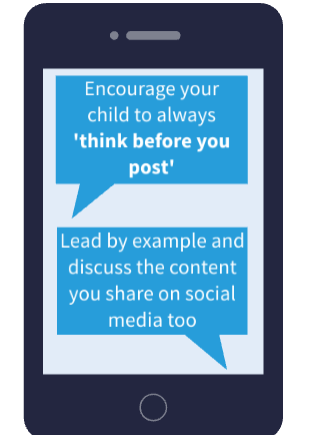 Encourage your
child to always
'think before you
post'
Lead by example and
discuss the content
you share on social
media too